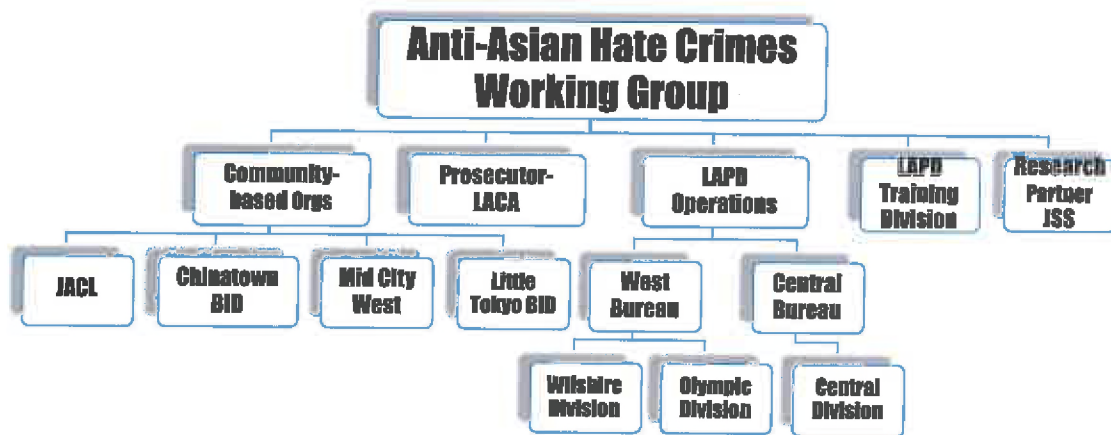 Anti-Asian Hate Crimes
Working Group
Community-
based Orgs
Prosecutor-
LACA
LAPD
Operations
LAPD
Training
Division
Research
Partner
JSS
JACL
Chinatown
BID
Mid City
West
Little
Tokyo BID
West
Bureau
Central
Bureau
Wilshire
Division
Olympic
Division
Central
Division